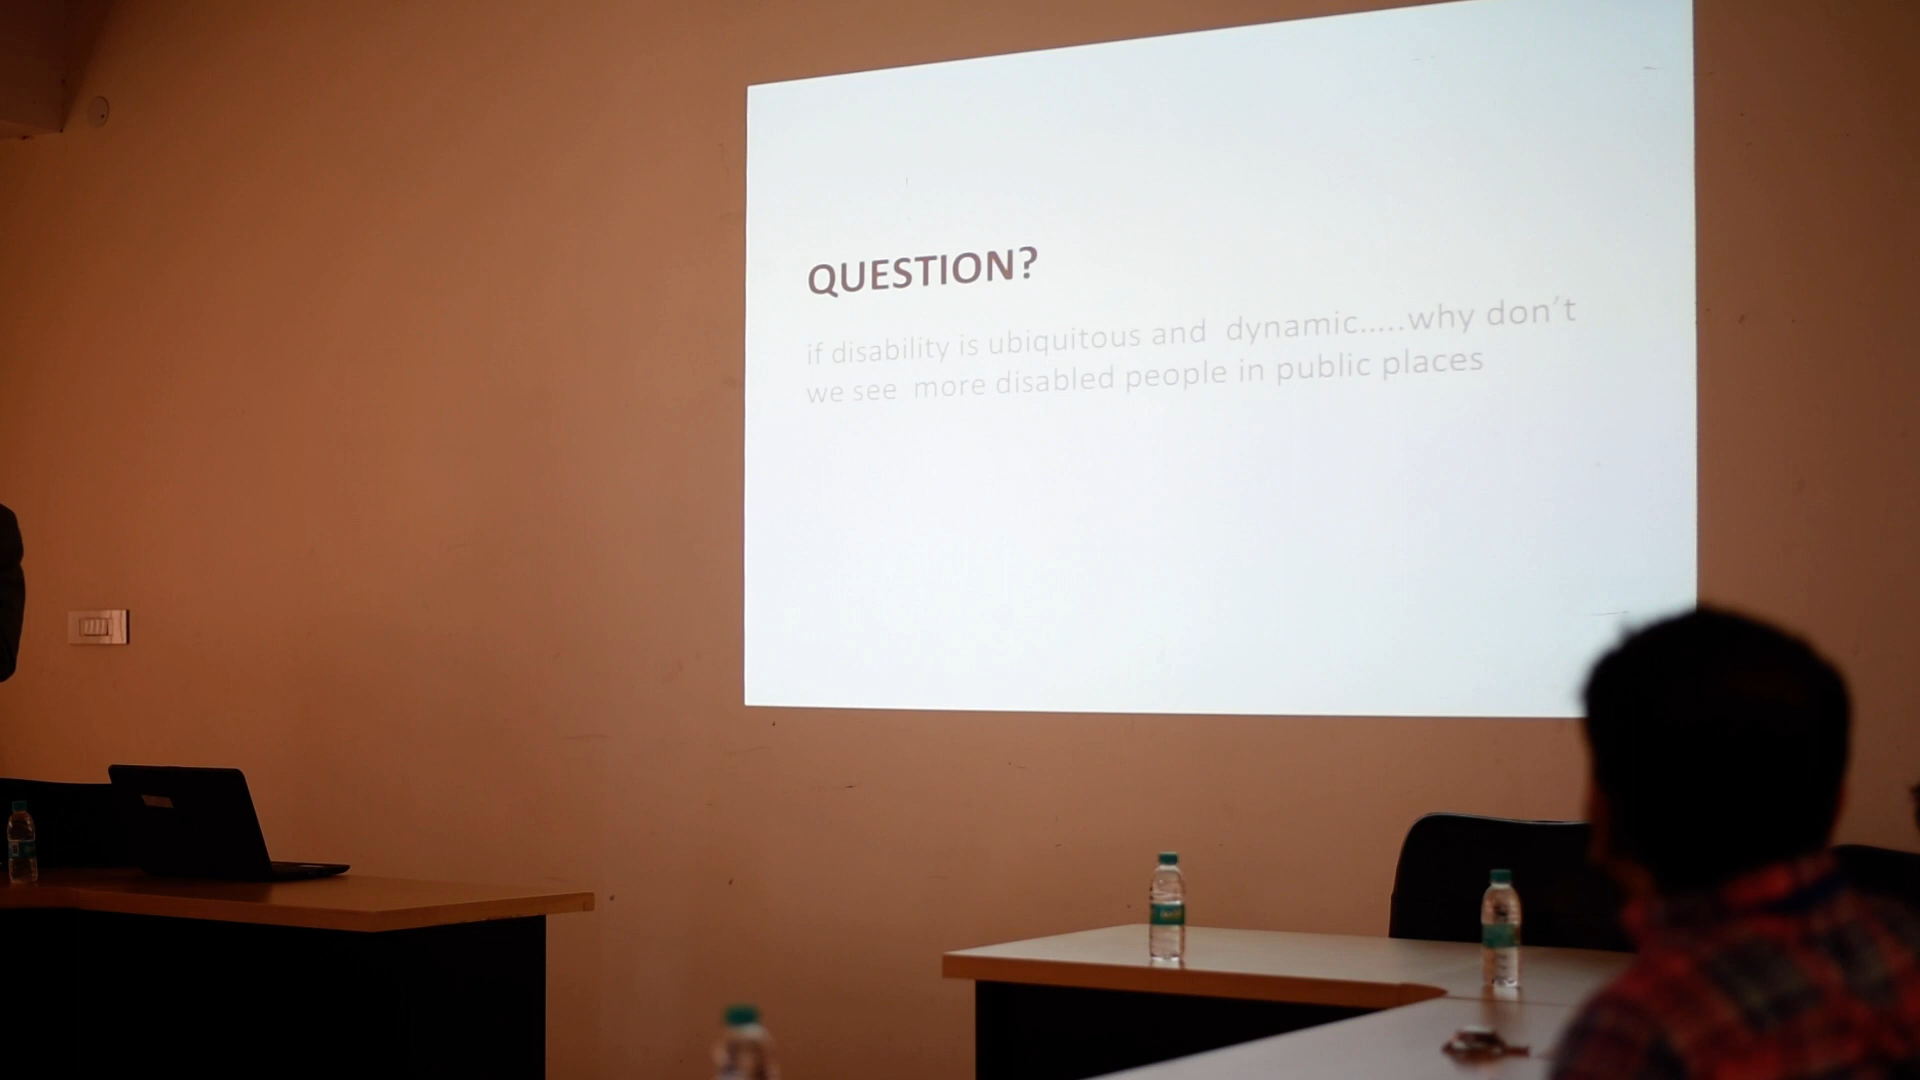 QUESTION?
if disability is ubiquitous and dynamic.....why don't
we see more disabled people in public places